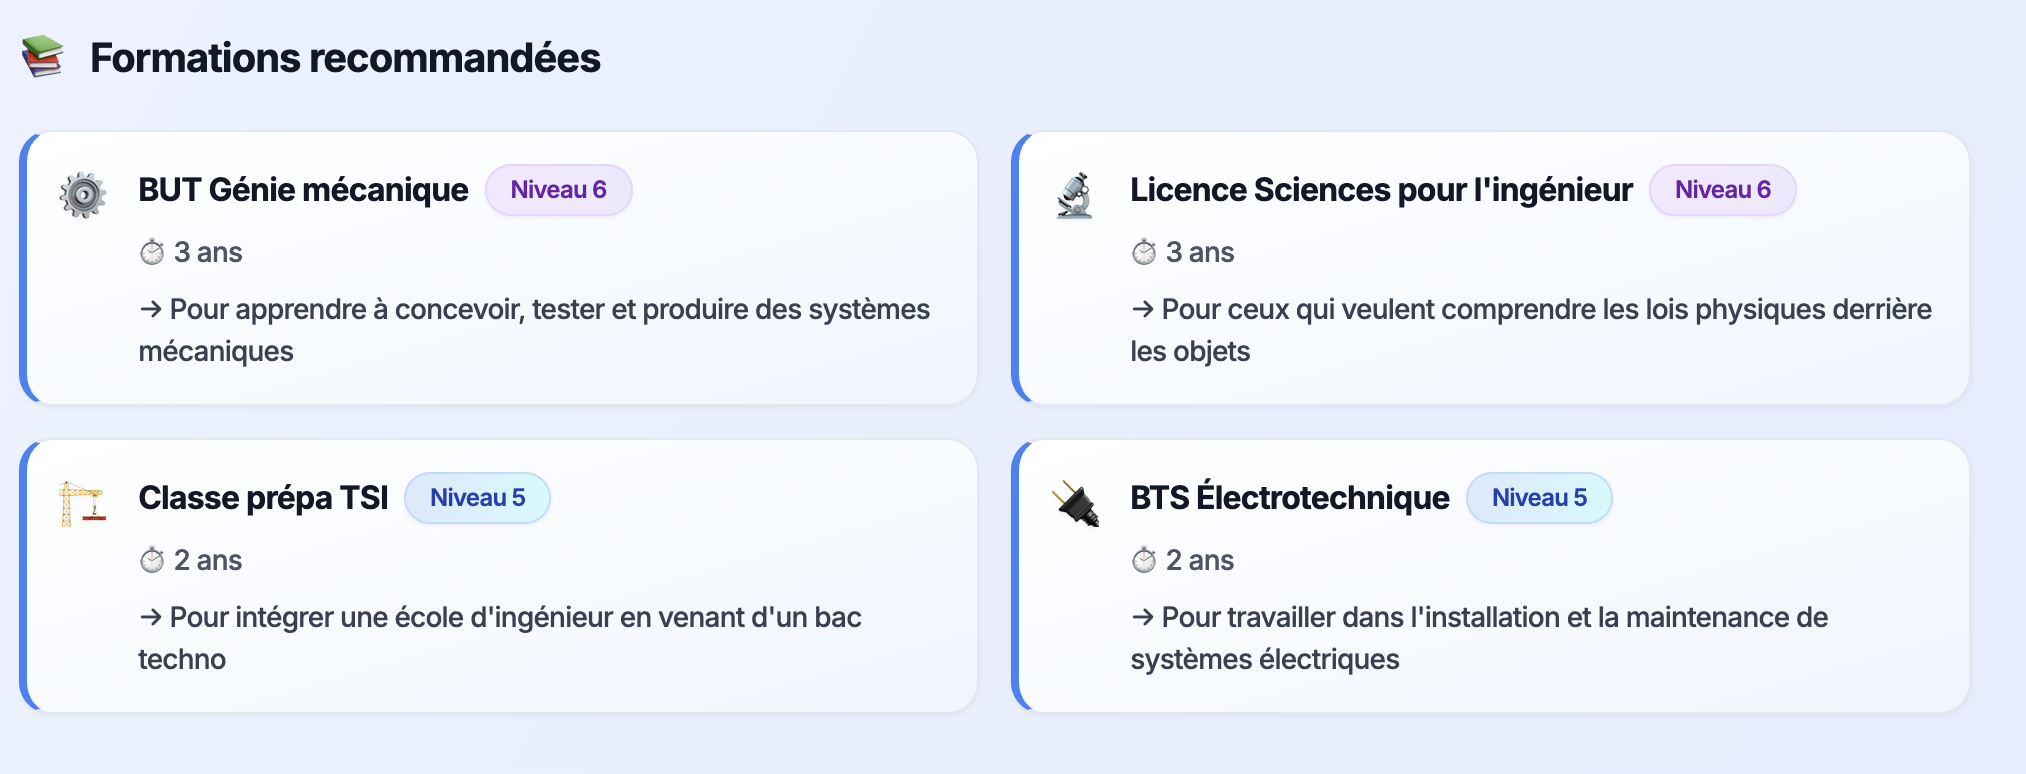 Formations recommandées
BUT Génie mécanique Niveau 6
3 ans
→ Pour apprendre à concevoir, tester et produire des systèmes
mécaniques
Licence Sciences pour l'ingénieur Niveau 6
3 ans
→ Pour ceux qui veulent comprendre les lois physiques derrière
les objets
Classe prépa TSI Niveau 5
2 ans
→ Pour intégrer une école d'ingénieur en venant d'un bac
techno
BTS Électrotechnique Niveau 5
2 ans
→ Pour travailler dans l'installation et la maintenance de
systèmes électriques